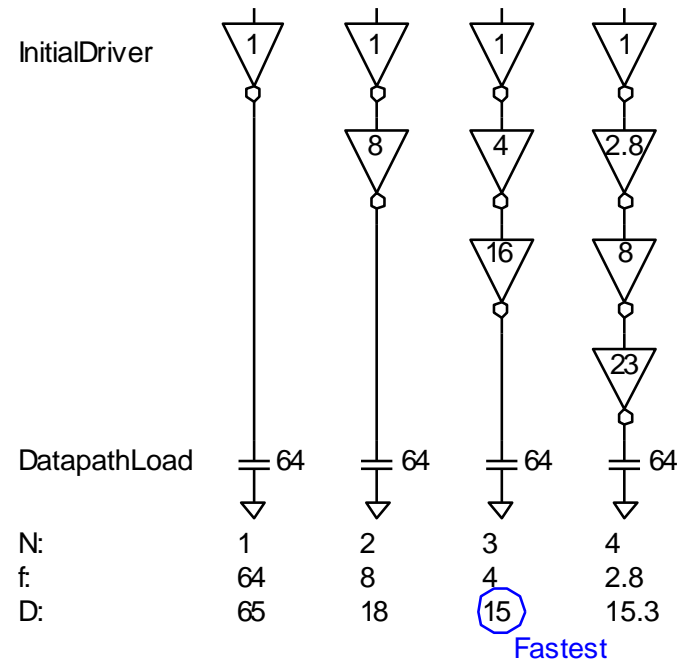 InitialDriver 1 1 1 1
8 4 2.8
16 8
23
DatapathLoad 64 64 64 64
N: 1 2 3 4
f: 64 8 4 2.8
D: 65 18 15 15.3
Fastest